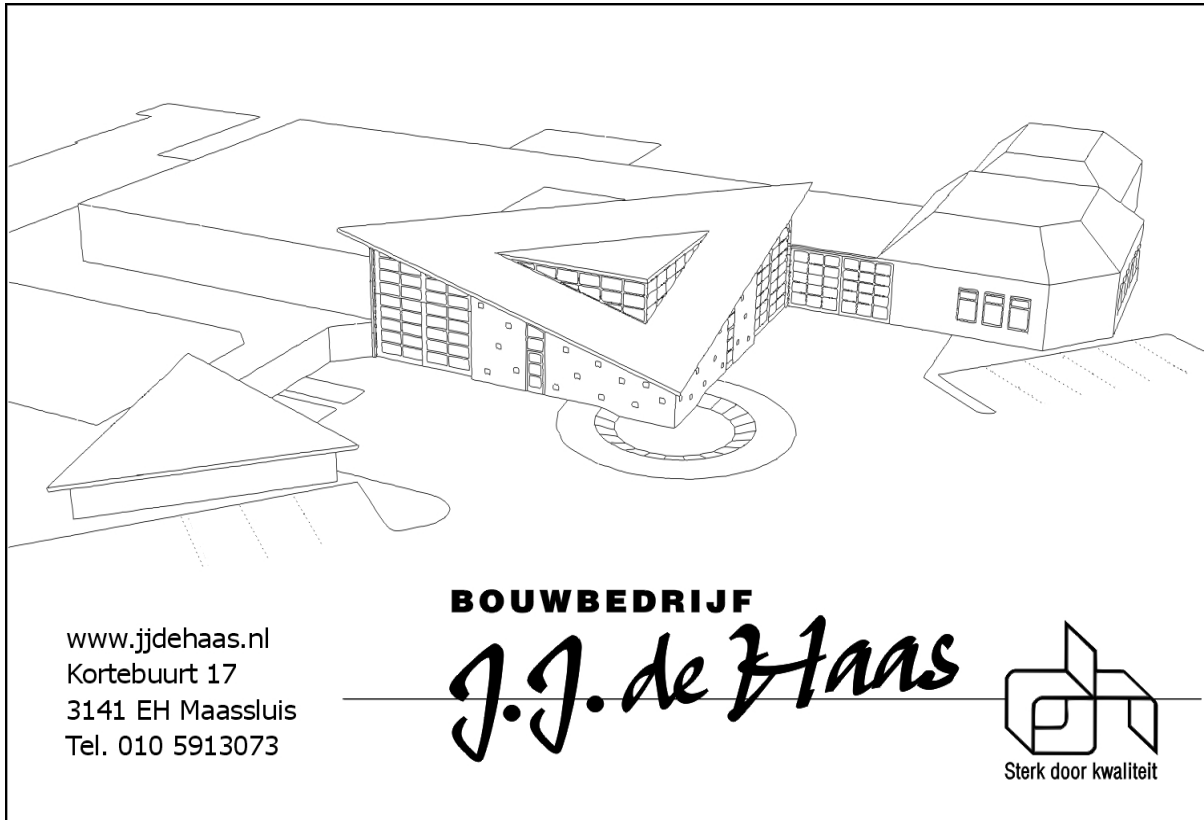 www.jjdehaas.nl
Kortebuurt 17
3141 EH Maassluis
Tel. 010 5913073
BOUWBEDRIJF
J.J. de Haas
Sterk door kwaliteit